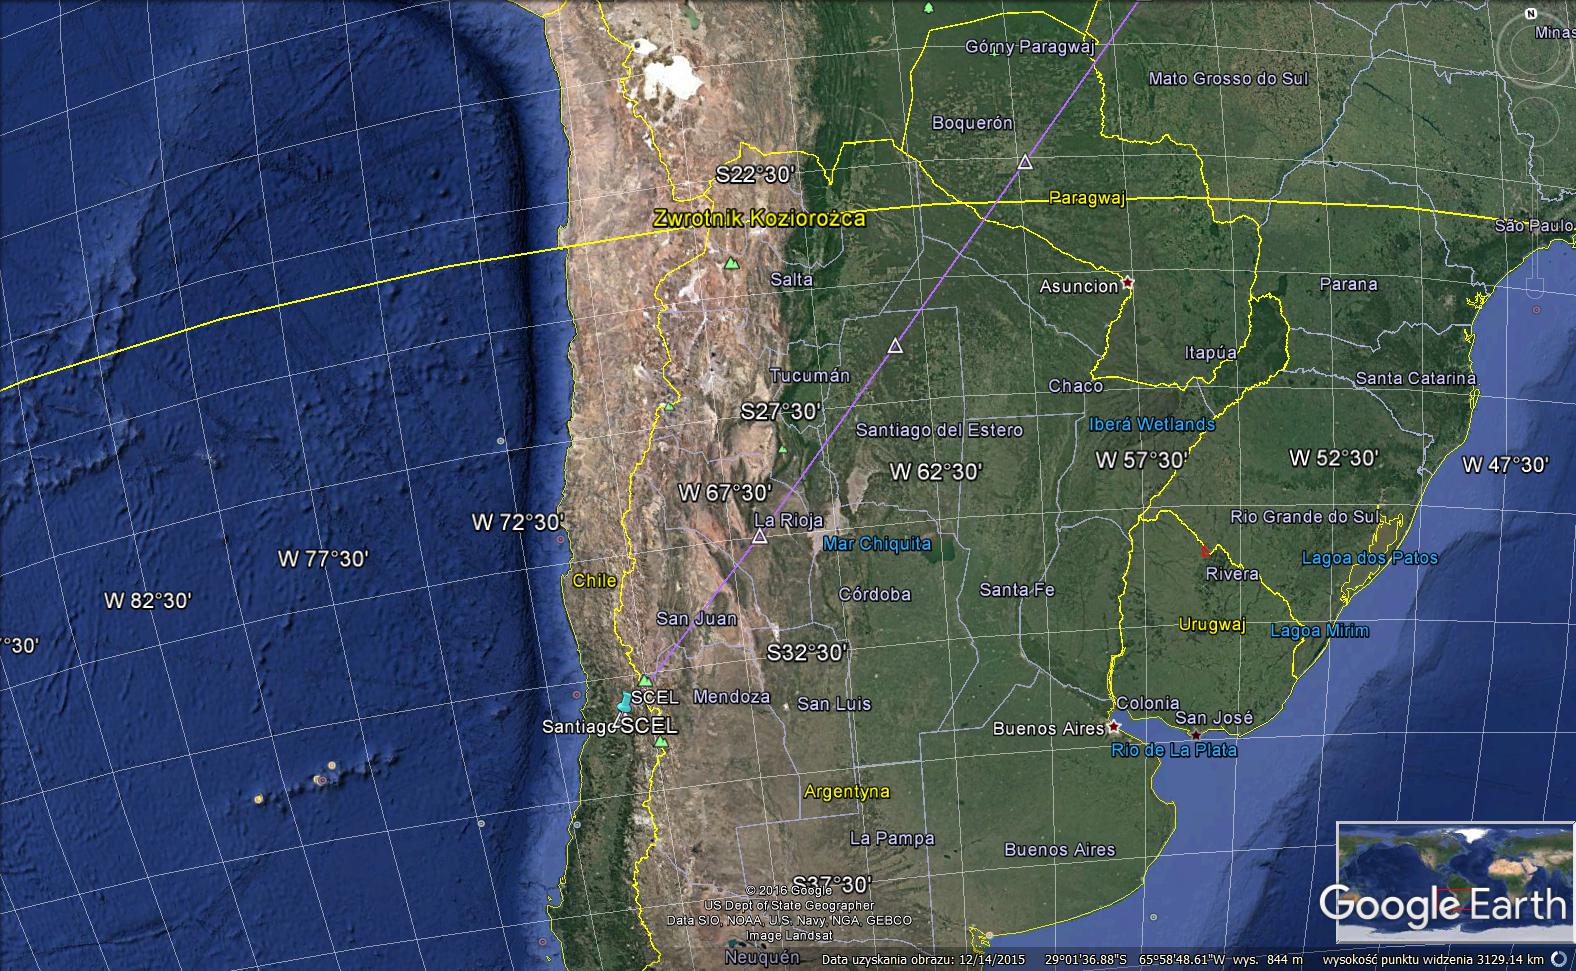 N
Minas
Górny Paragwaj
Mato Grosso do Sul
Boquerón
S22°30'
Paragwaj
Zwrotnik Koziorożca
São Paulo
Salta
Asuncion
Parana
Itapúa
Tucumán
Chaco
Santa Catarina
S27°30'
Iberá Wetlands
Santiago del Estero
W 57°30'
W 52°30'
W 47°30'
W 62°30'
W 67°30'
W 72°30'
La Rioja
Rio Grande do Sul
Mar Chiquita
W 77°30'
Lagoa dos Patos
Chile
Rivera
Santa Fe
Córdoba
W 82°30'
San Juan
Urugwaj
Lagoa Mirim
7°30'
S32°30'
SCEL
Mendoza
San Luis
Colonia
Santiago
SCEL
San José
Buenos Aires
Rio de La Plata
Argentyna
La Pampa
Buenos Aires
S37°30'
© 2016 Google
US Dept of State Geographer
Data SIO, NOAA, U.S. Navy, NGA, GEBCO
Image Landsat
Google Earth
Neuquén
Data uzyskania obrazu: 12/14/2015 29°01'36.88"S 65°58'48.61"W wys. 844 m wysokość punktu widzenia 3129.14 km